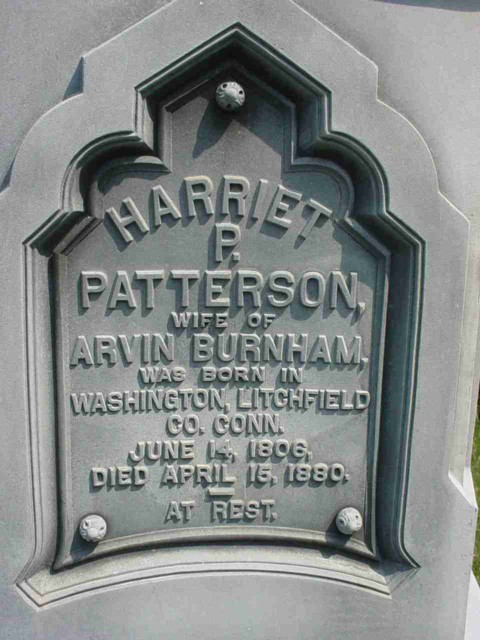 HARRIET
P.
PATTERSON,
WIFE OF
ARVIN BURNHAM,
WAS BORN IN
WASHINGTON, LITCHFIELD
CO. CONN.
JUNE 14, 1806,
DIED APRIL 15, 1880.
AT REST.